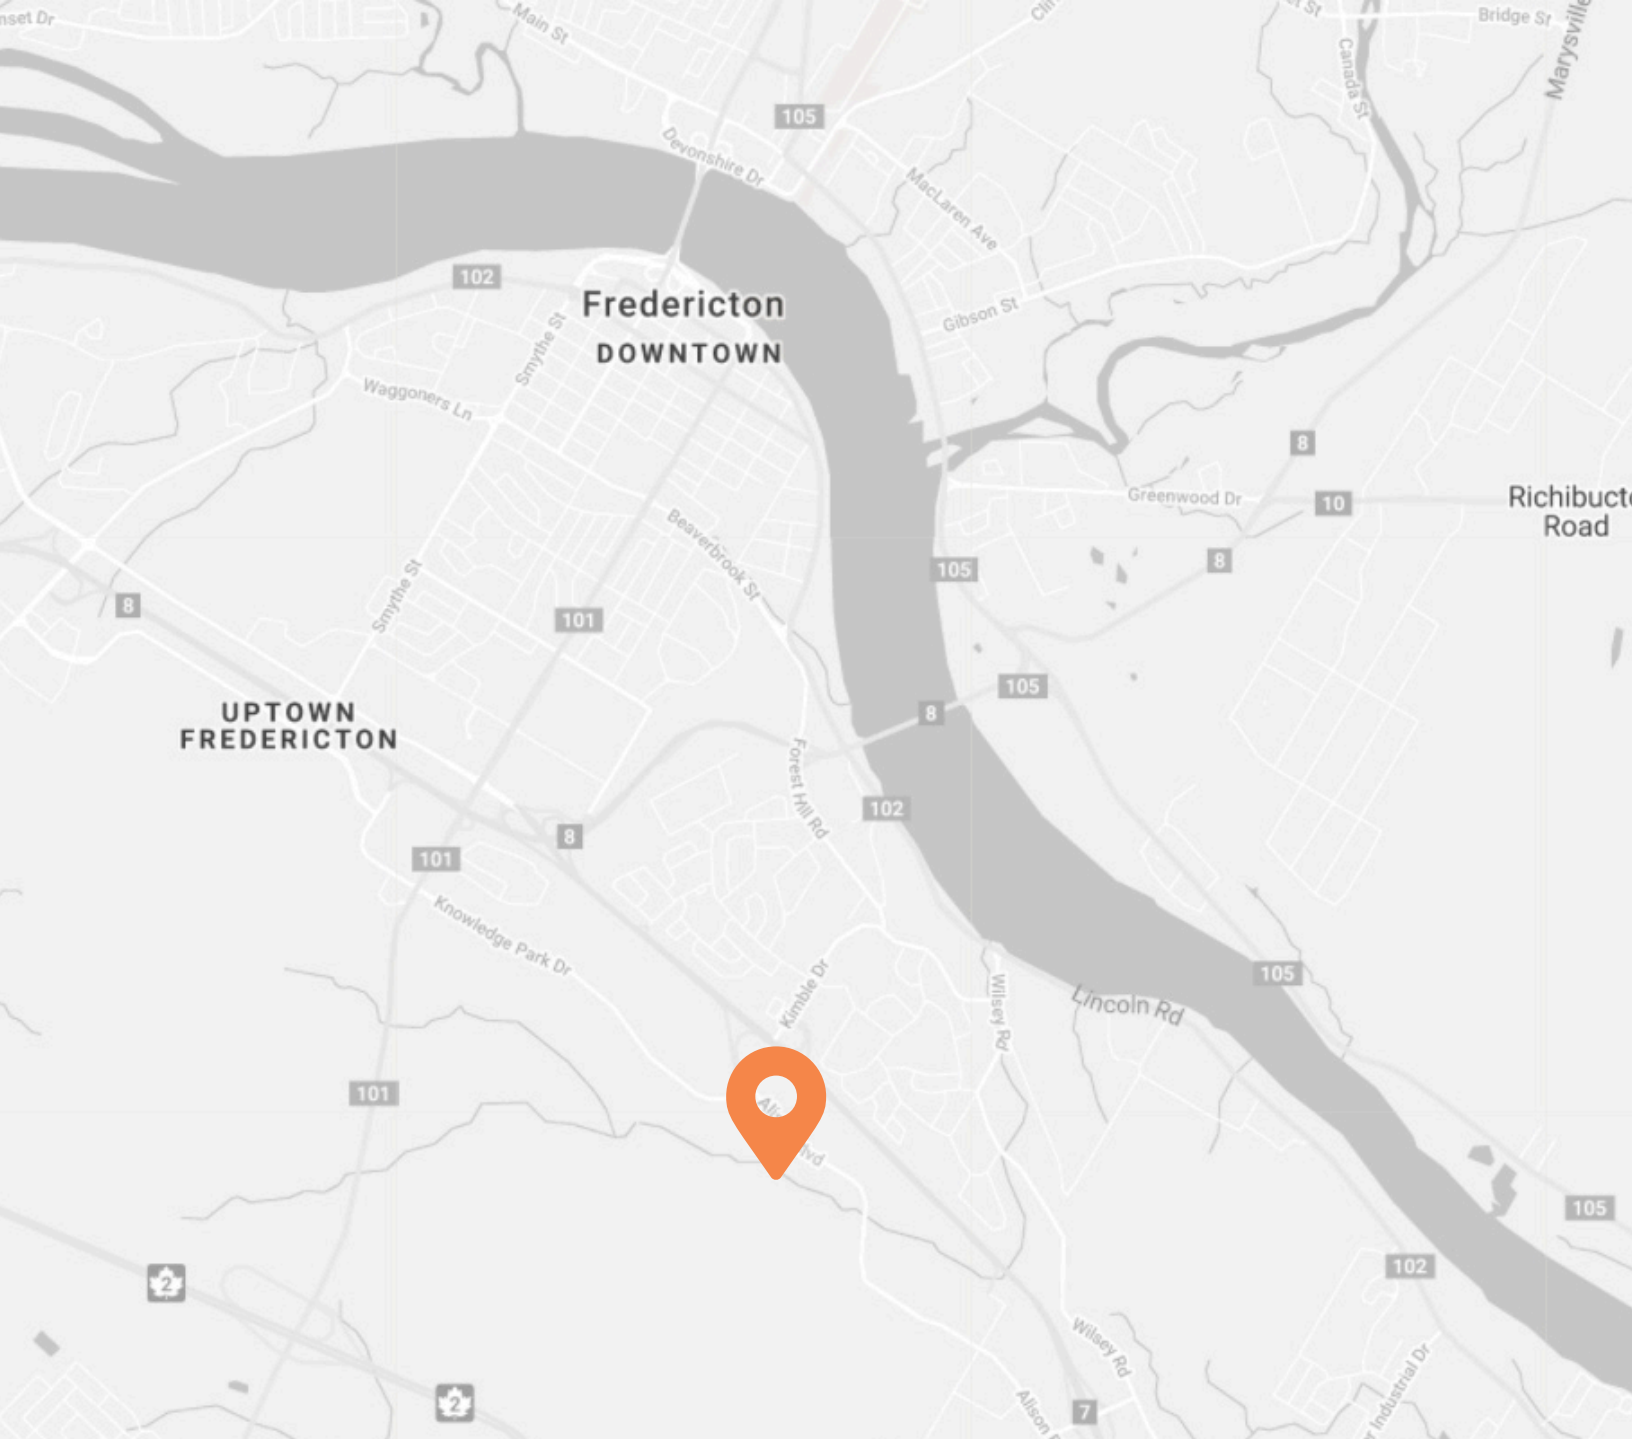 Main St
Bridge St
Marysville
Canada St
105
Devonshire Dr
MacLaren Ave
102
Fredericton
DOWNTOWN
Gibson St
Smythe St
Waggoners Ln
8
Greenwood Dr
10
Richibucto
Road
Beaverbrook St
105
8
Smythe St
8
101
105
UPTOWN
FREDERICTON
8
Forest Hill Rd
102
8
101
Knowledge Park Dr
Kimble Dr
105
Wilsey Rd
Lincoln Rd
101
105
102
2
Wilsey Rd
2
7
Alison
Industrial Dr